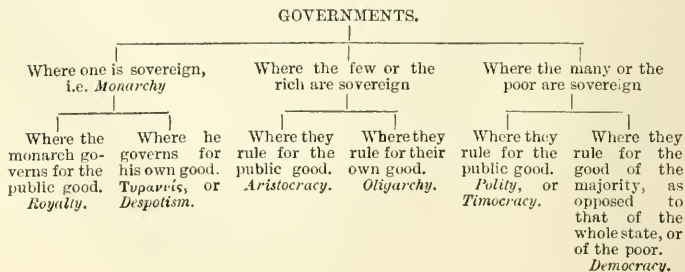 GOVERNMENTS.
Where one is sovereign,
i.e. Monarchy
Where the few or the
rich are sovereign
Where the many or the
poor are sovereign
Where the
monarch go-
verns for the
public good.
Royalty.
Where he
governs for
his own good.
Τυραννίς, or
Despotism.
Where they
rule for the
public good.
Aristocracy.
Where they
rule for their
own good.
Oligarchy.
Where they
rule for the
public good.
Polity, or
Timocracy.
Where they
rule for the
good of the
majority, as
opposed to
that of the
whole state, or
of the poor.
Democracy.